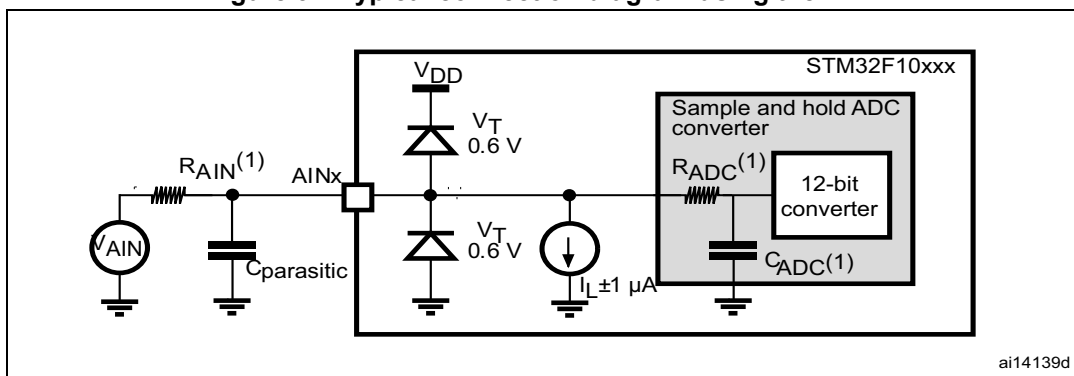 STM32F10xxx
VDD
Sample and hold ADC
converter
VT
0.6 V
RAIN(1)
AINx
RADC(1)
12-bit
converter
VAIN
Cparasitic
VT
0.6 V
IL±1 µA
CADC(1)
ai14139d